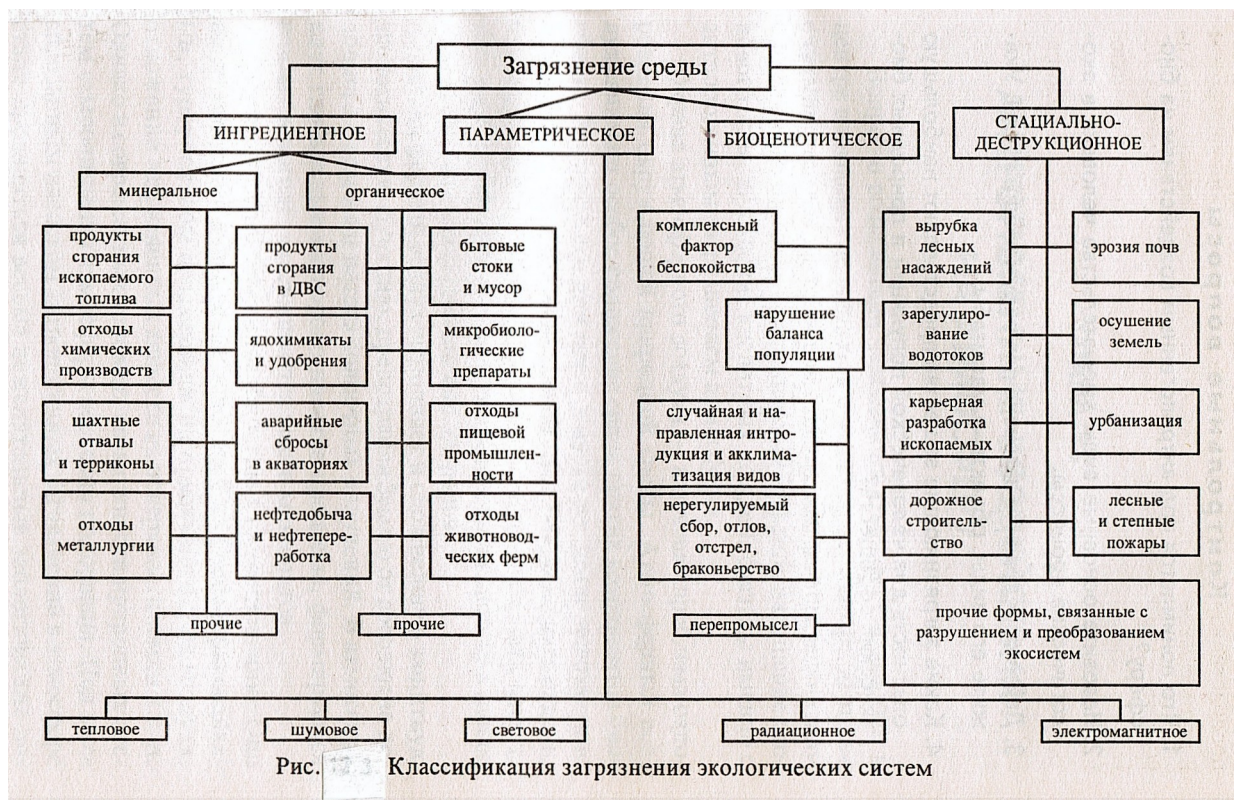 Загрязнение среды
ИНГРЕДИЕНТНОЕ
ПАРАМЕТРИЧЕСКОЕ
БИОЦЕНОТИЧЕСКОЕ
СТАЦИАЛЬНО-
ДЕСТРУКЦИОННОЕ
минеральное
органическое
продукты
сгорания
ископаемого
топлива
продукты
сгорания
в ДВС
бытовые
стоки
и мусор
комплексный
фактор
беспокойства
вырубка
лесных
насаждений
эрозия почв
отходы
химических
производств
ядохимикаты
и удобрения
микробиоло-
гические
препараты
нарушение
баланса
популяции
зарегулиро-
вание
водотоков
осушение
земель
шахтные
отвалы
и терриконы
аварийные
сбросы
в акваториях
отходы
пищевой
промышлен-
ности
случайная и на-
правленная интро-
дукция и акклима-
тизация видов
карьерная
разработка
ископаемых
урбанизация
отходы
металлургии
нефтедобыча
и нефтепере-
работка
отходы
животновод-
ческих ферм
нерегулируемый
сбор, отлов,
отстрел,
браконьерство
дорожное
строитель-
ство
лесные
и степные
пожары
прочие
прочие
перепромысел
прочие формы, связанные с
разрушением и преобразованием
экосистем
тепловое
шумовое
световое
радиационное
электромагнитное
Рис. Классификация загрязнения экологических систем